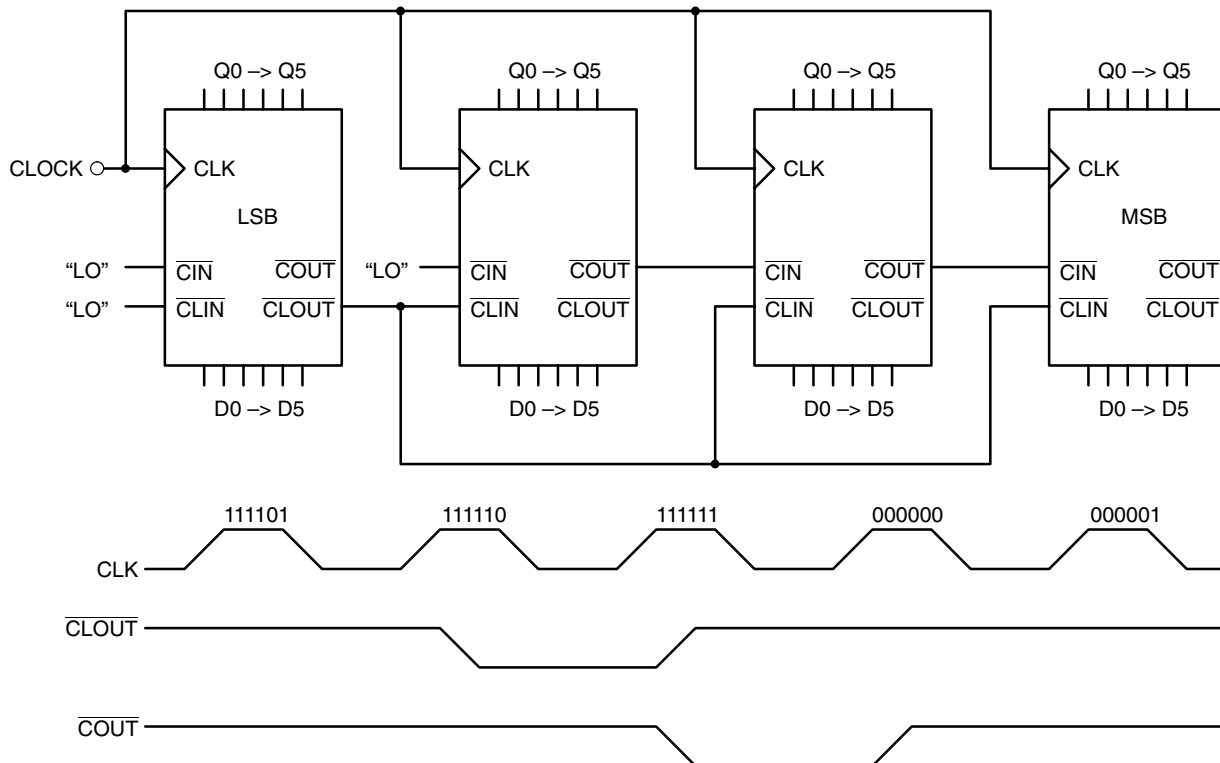 Q0 –> Q5 Q0 –> Q5 Q0 –> Q5 Q0 –> Q5
CLOCK CLK CLK CLK CLK
LSB MSB
“LO” CIN COUT “LO” CIN COUT CIN COUT CIN COUT
“LO” CLIN CLOUT CLIN CLOUT CLIN CLOUT CLIN CLOUT
D0 –> D5 D0 –> D5 D0 –> D5 D0 –> D5
111101 111110 111111 000000 000001
CLK
CLOUT
COUT